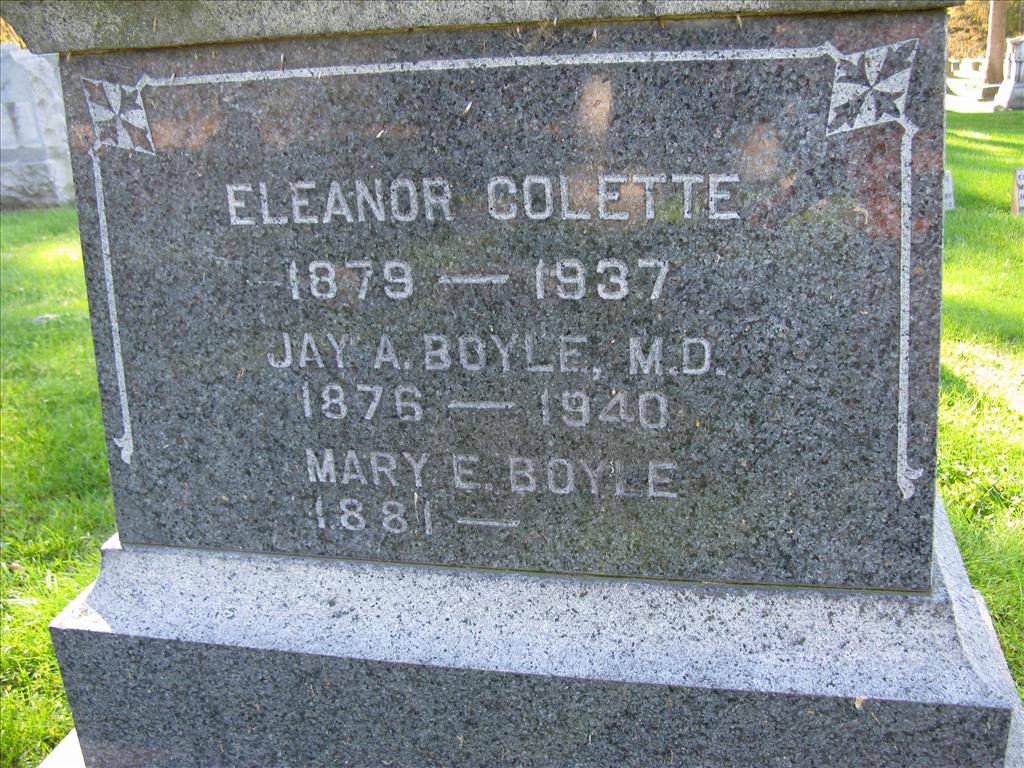 ELEANOR COLETTE
1879 — 1937
JAY A. BOYLE, M.D.
1876 — 1940
MARY E. BOYLE
1881 —